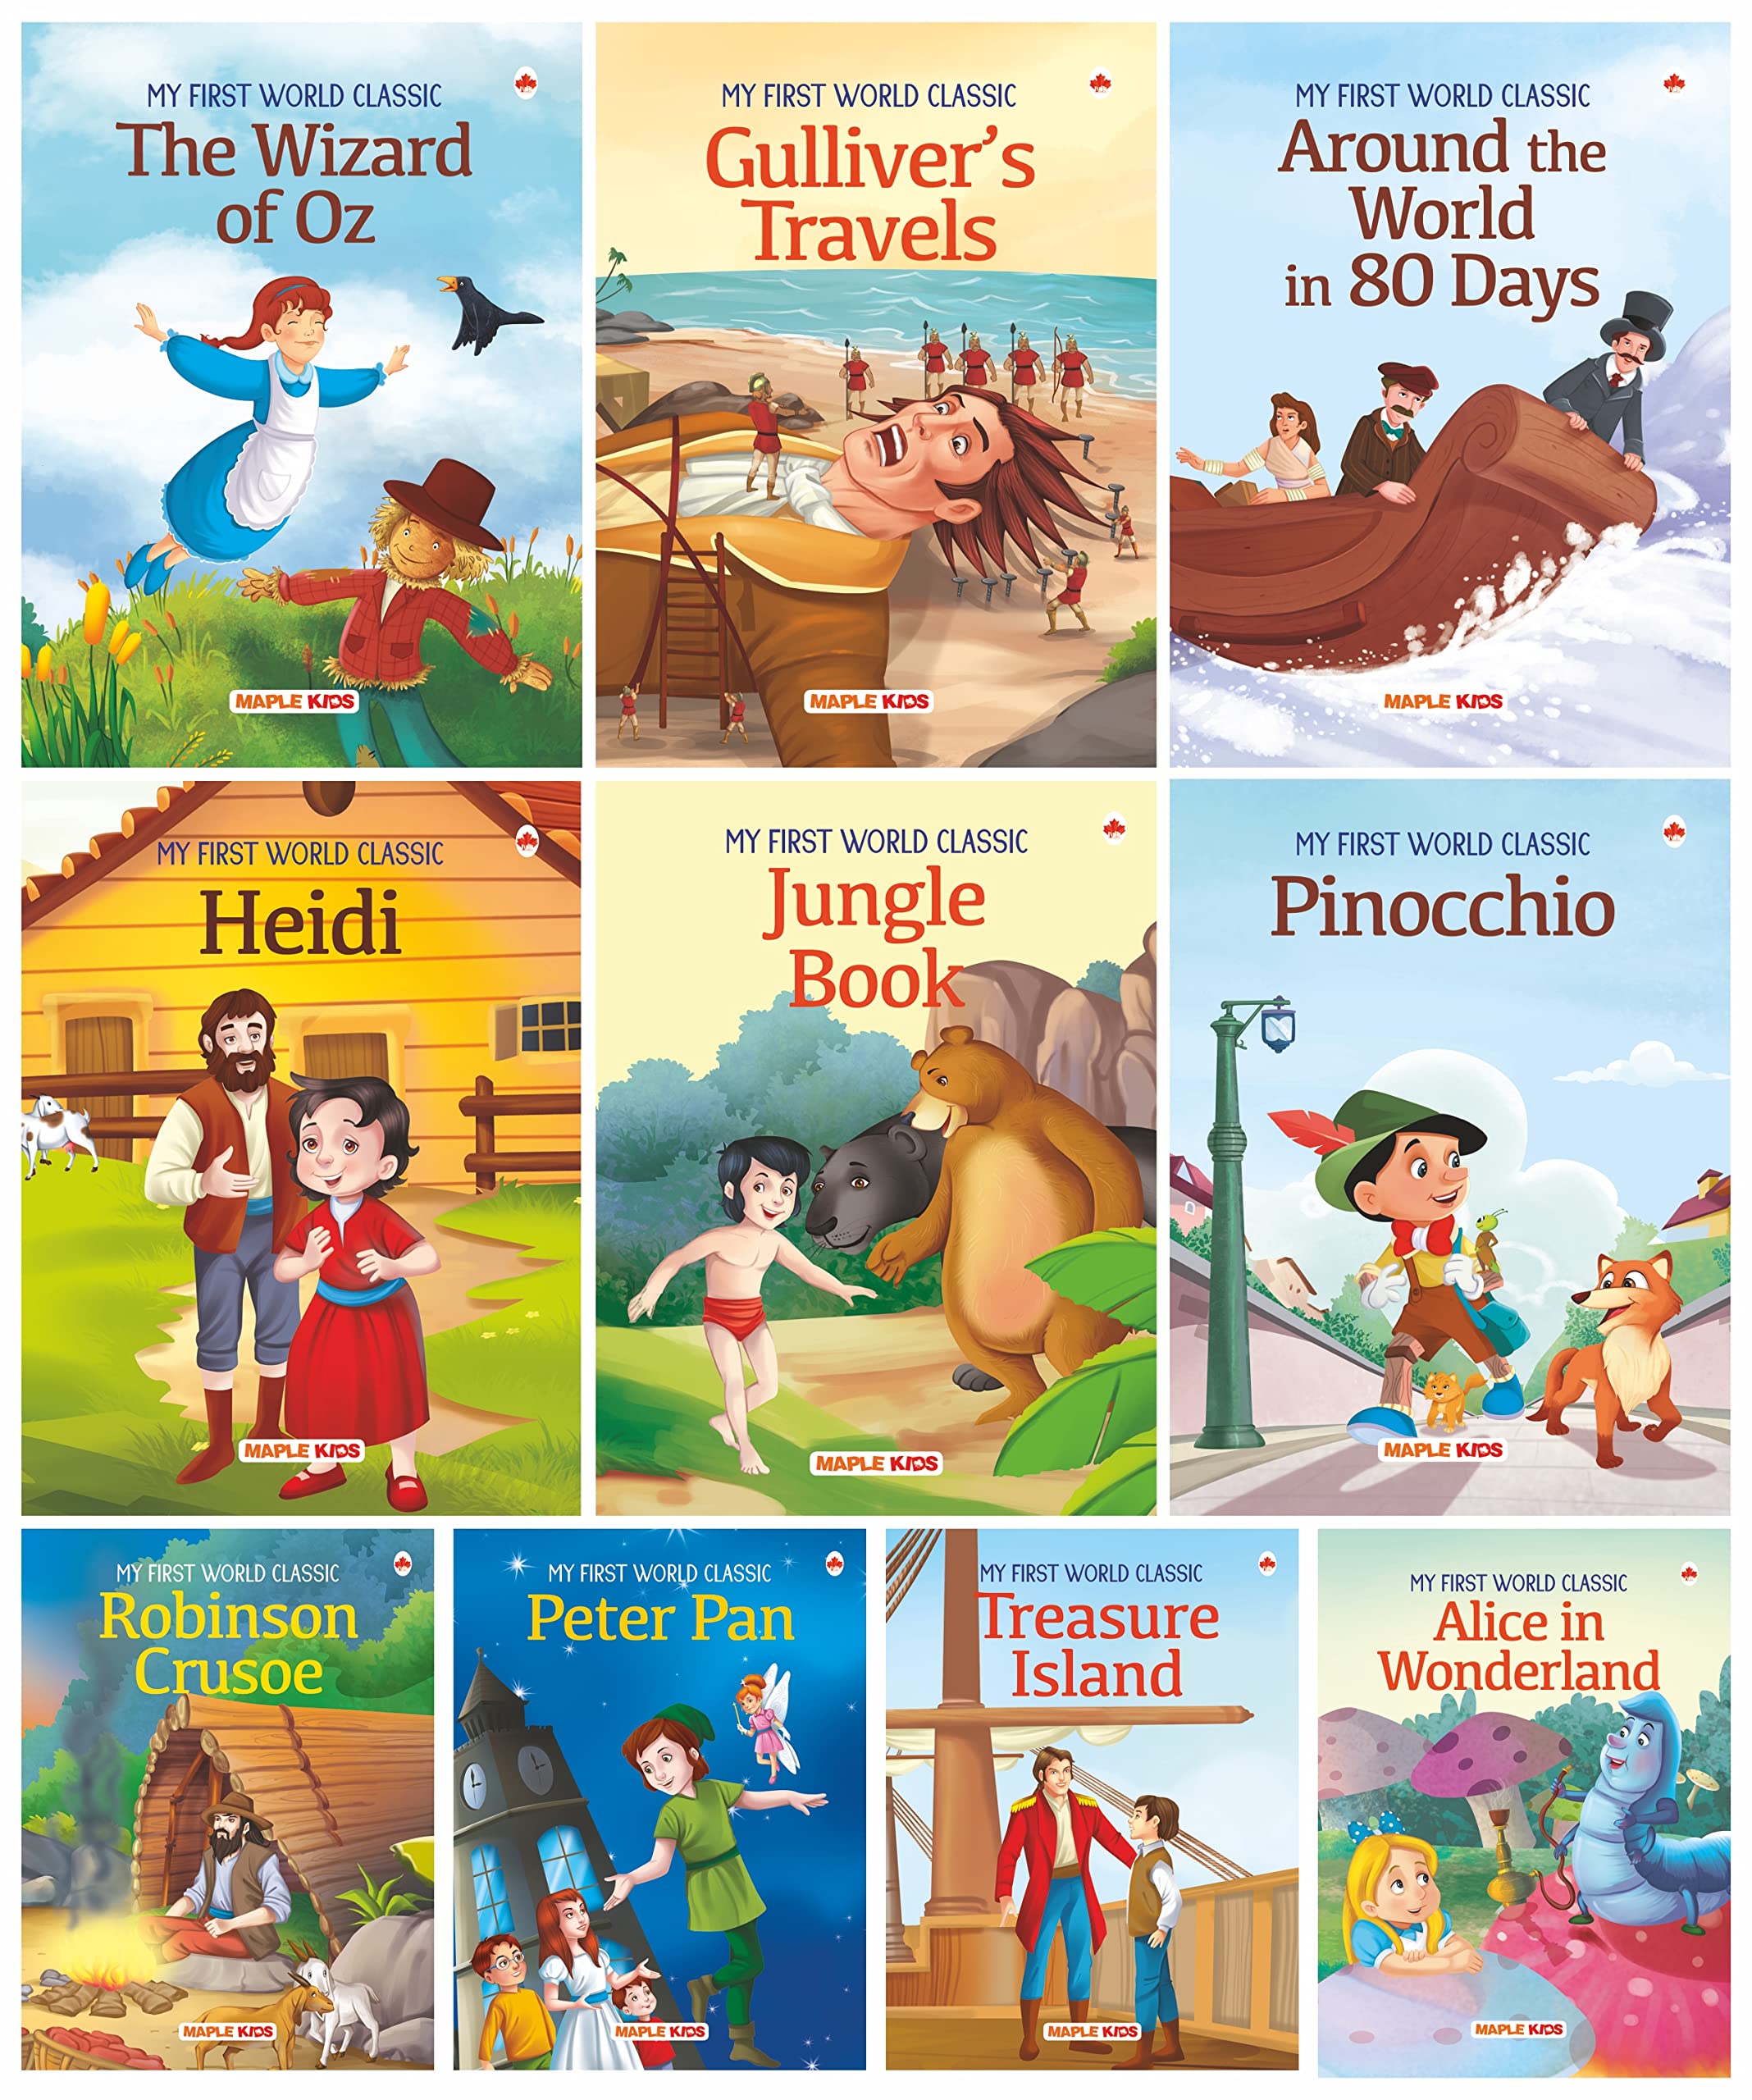 MY FIRST WORLD CLASSIC
The Wizard
of Oz
MAPLE KIDS
MY FIRST WORLD CLASSIC
Gulliver's
Travels
MAPLE KIDS
MY FIRST WORLD CLASSIC
Around the
World
in 80 Days
MAPLE KIDS
MY FIRST WORLD CLASSIC
Heidi
MAPLE KIDS
MY FIRST WORLD CLASSIC
Jungle
Book
MAPLE KIDS
MY FIRST WORLD CLASSIC
Pinocchio
MAPLE KIDS
MY FIRST WORLD CLASSIC
Robinson
Crusoe
MAPLE KIDS
MY FIRST WORLD CLASSIC
Peter Pan
MAPLE KIDS
MY FIRST WORLD CLASSIC
Treasure
Island
MAPLE KIDS
MY FIRST WORLD CLASSIC
Alice in
Wonderland
MAPLE KIDS